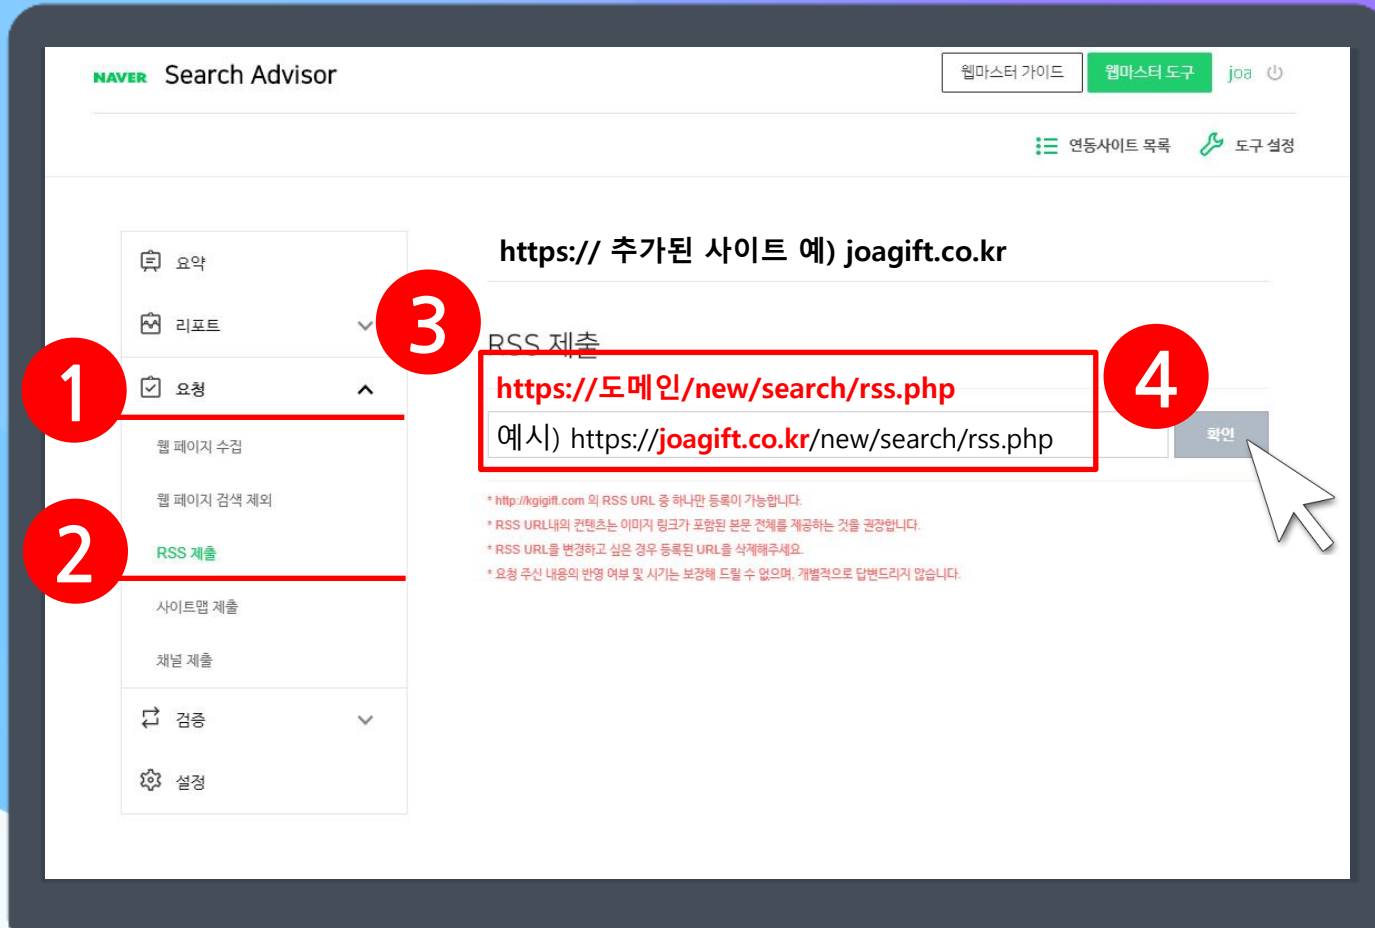 NAVER Search Advisor
웹마스터 가이드
웹마스터 도구
joa
연동사이트 목록
도구 설정
요약
리포트
1
요청
웹 페이지 수집
웹 페이지 검색 제외
2
RSS 제출
사이트맵 제출
채널 제출
검증
설정
https:// 추가된 사이트 예) joagift.co.kr
3
RSS 제출
https://도메인/new/search/rss.php
예시) https://joagift.co.kr/new/search/rss.php
4
확인
* http://kgigift.com 의 RSS URL 중 하나만 등록이 가능합니다.
* RSS URL내의 컨텐츠는 이미지 링크가 포함된 본문 전체를 제공하는 것을 권장합니다.
* RSS URL을 변경하고 싶은 경우 등록된 URL을 삭제해주세요.
* 요청 주신 내용의 반영 여부 및 시기는 보장해 드릴 수 없으며, 개별적으로 답변드리지 않습니다.